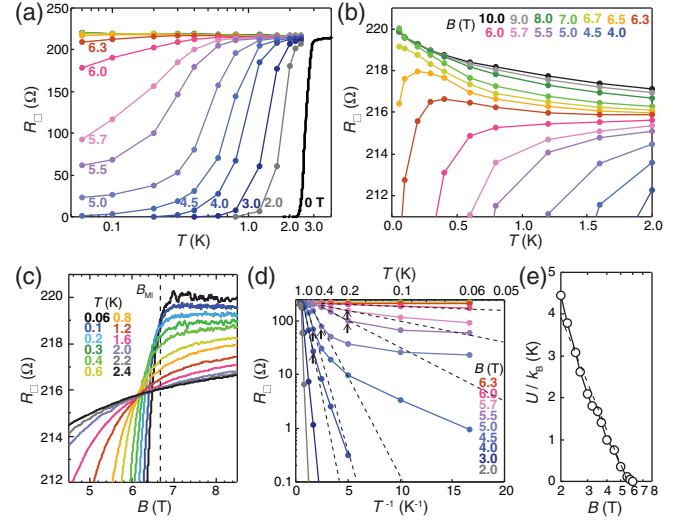 (a)
250
200
150
100
50
0
R□ (Ω)
6.3
6.0
5.7
5.5
5.0
4.5
4.0
3.0
2.0
0 T
0.1
1.0
2.0
3.0
T (K)
(b)
B (T) 10.0 9.0 8.0 7.0 6.7 6.5 6.3
6.0 5.7 5.5 5.0 4.5 4.0
220
218
216
214
212
R□ (Ω)
0.0 0.4 0.8 1.2 1.6 2.0
T (K)
(c)
B_MI
T (K)
0.06 0.8
0.1 1.2
0.2 1.6
0.3 2.0
0.4 2.2
0.6 2.4
220
218
216
214
212
R□ (Ω)
5 6 7 8
B (T)
(d)
T (K)
1.0 0.4 0.2 0.1 0.06 0.05
100
10
1
0.1
R□ (Ω)
B (T)
6.3
6.0
5.7
5.5
5.0
4.5
4.0
3.0
2.0
0 5 10 15 20
T⁻¹ (K⁻¹)
(e)
5
4
3
2
1
0
U / k_B (K)
2 3 4 5 6 7 8
B (T)